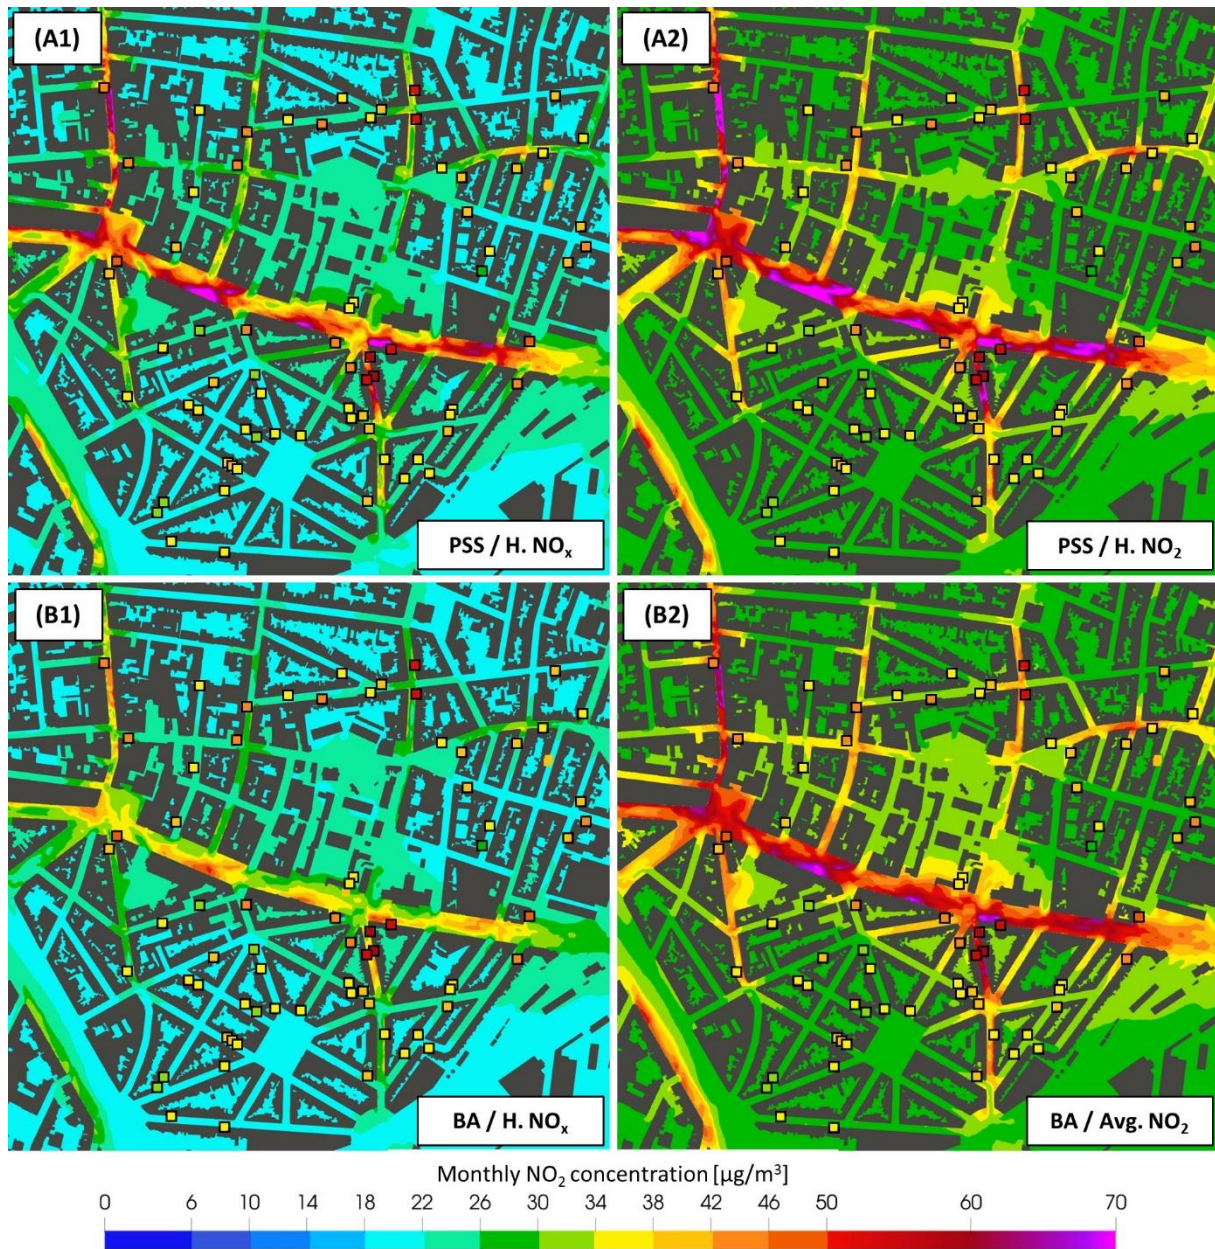 (A1)
(A2)
PSS / H. NOₓ
PSS / H. NO₂
(B1)
(B2)
BA / H. NOₓ
BA / Avg. NO₂
Monthly NO₂ concentration [µg/m³]
0 6 10 14 18 22 26 30 34 38 42 46 50 60 70